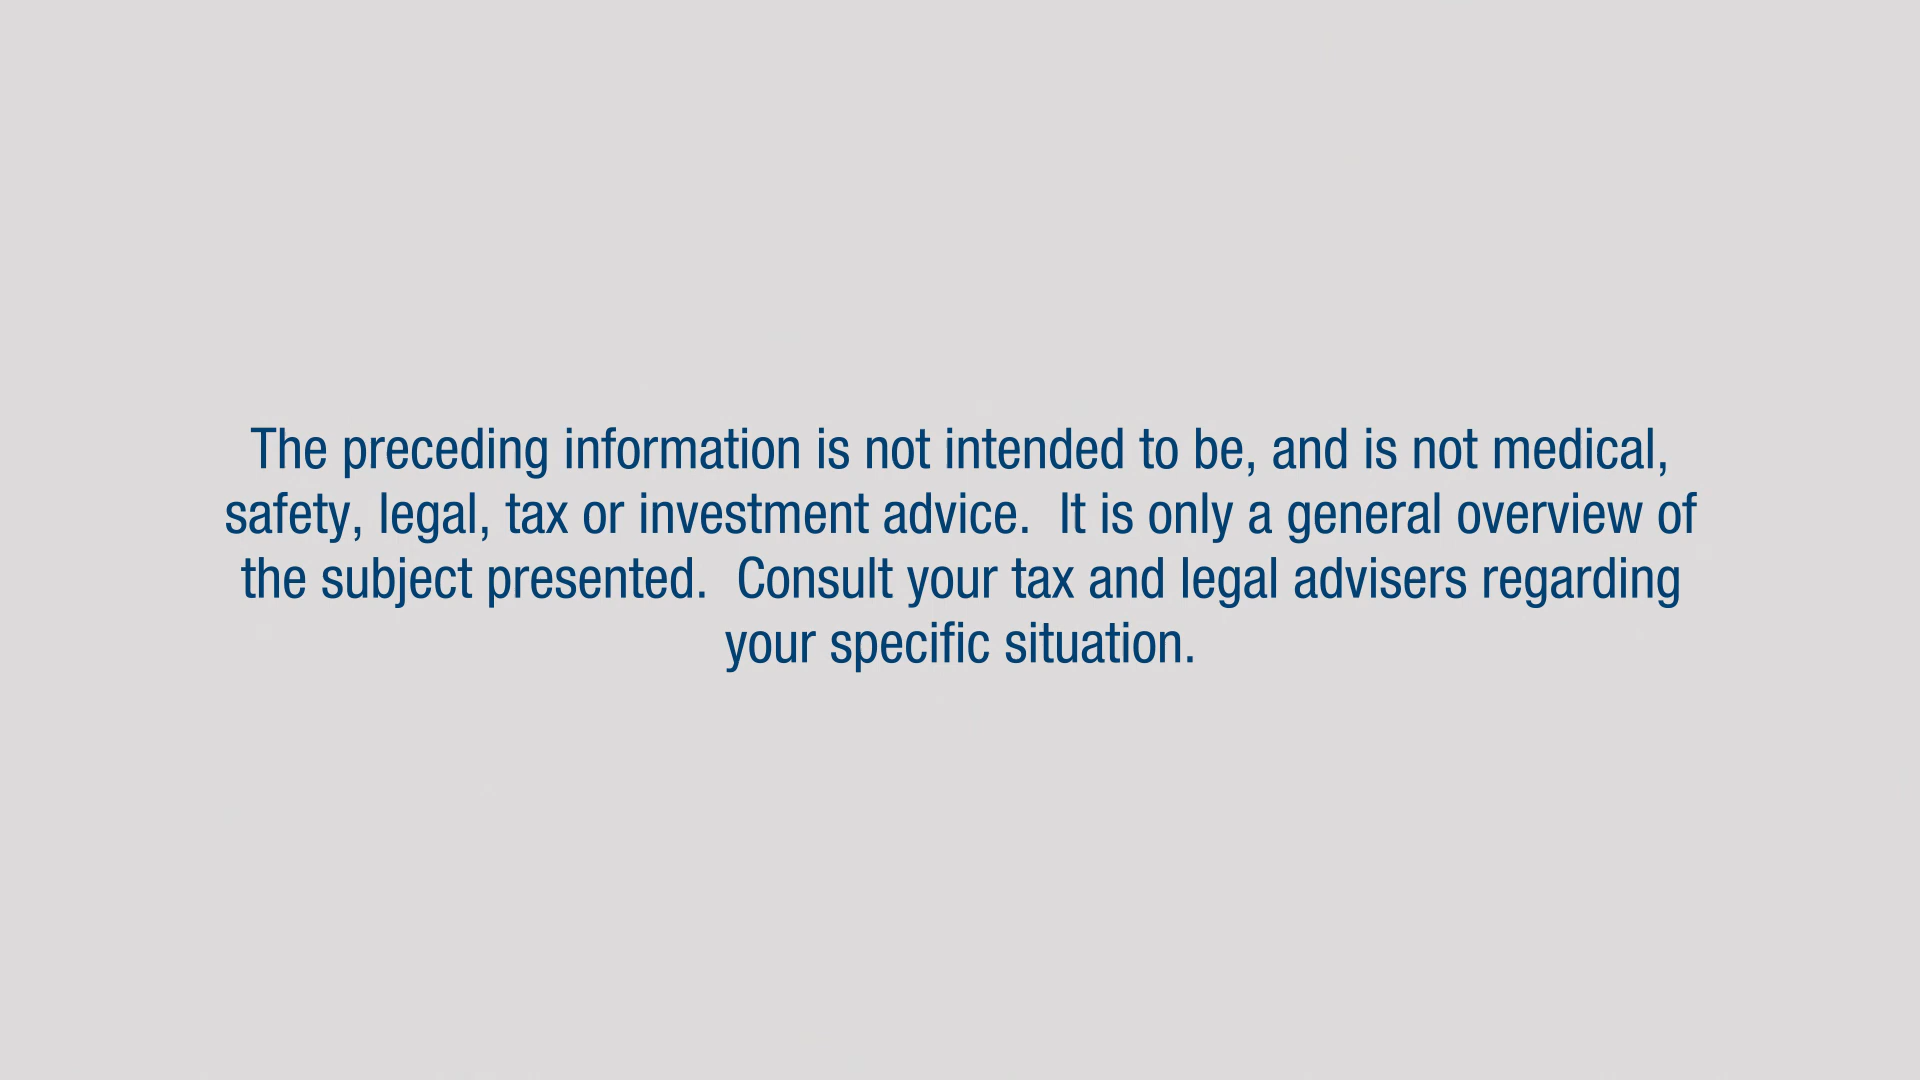 The preceding information is not intended to be, and is not medical,
safety, legal, tax or investment advice.  It is only a general overview of
the subject presented.  Consult your tax and legal advisers regarding
your specific situation.